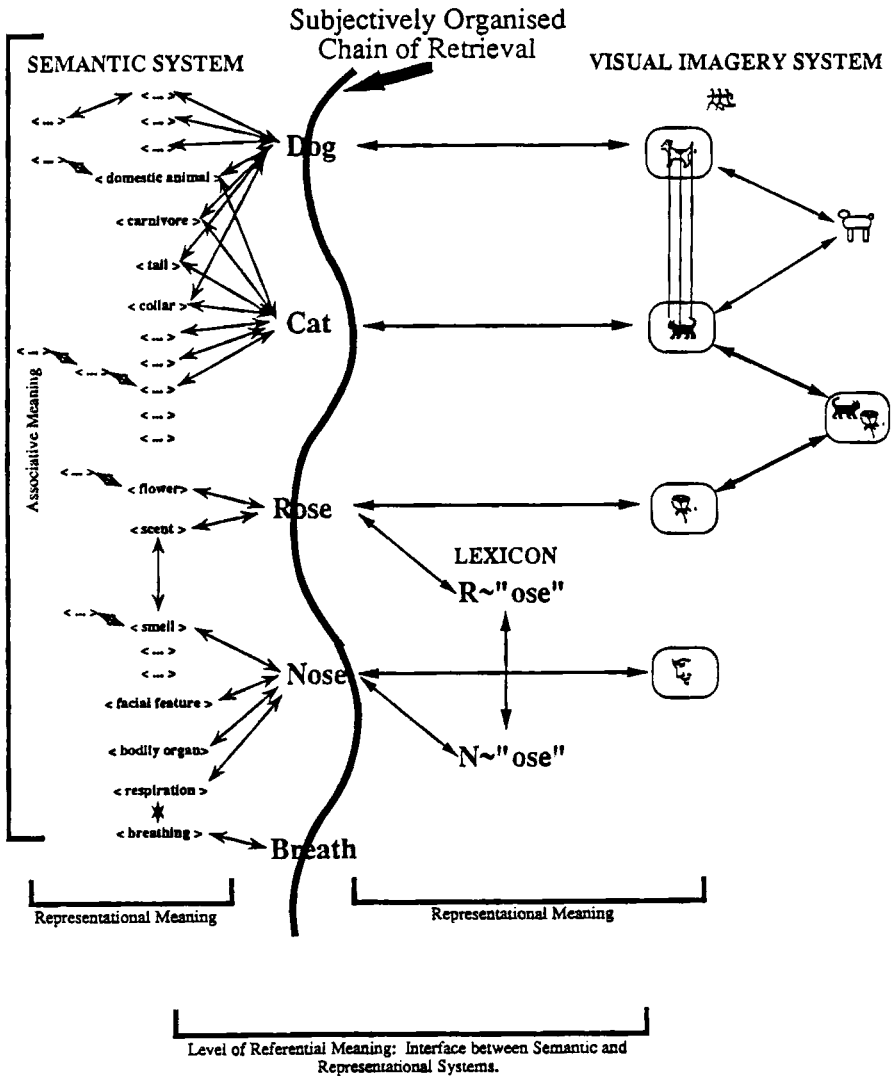 Subjectively Organised
Chain of Retrieval
SEMANTIC SYSTEM
VISUAL IMAGERY SYSTEM
< ... >
< ... >
< ... >
< ... >
< ... >
Dog
< domestic animal >
< carnivore >
< tail >
< collar >
Cat
< ... >
< ... >
< ... >
< ... >
< ... >
< ... >
< ... >
Associative Meaning
< ... >
< flower>
Rose
< scent >
LEXICON
R~"ose"
< ... >
< smell >
< ... >
< ... >
Nose
< facial feature >
< bodily organ>
N~"ose"
< respiration >
< breathing >
Breath
Representational Meaning
Representational Meaning
Level of Referential Meaning: Interface between Semantic and
Representational Systems.